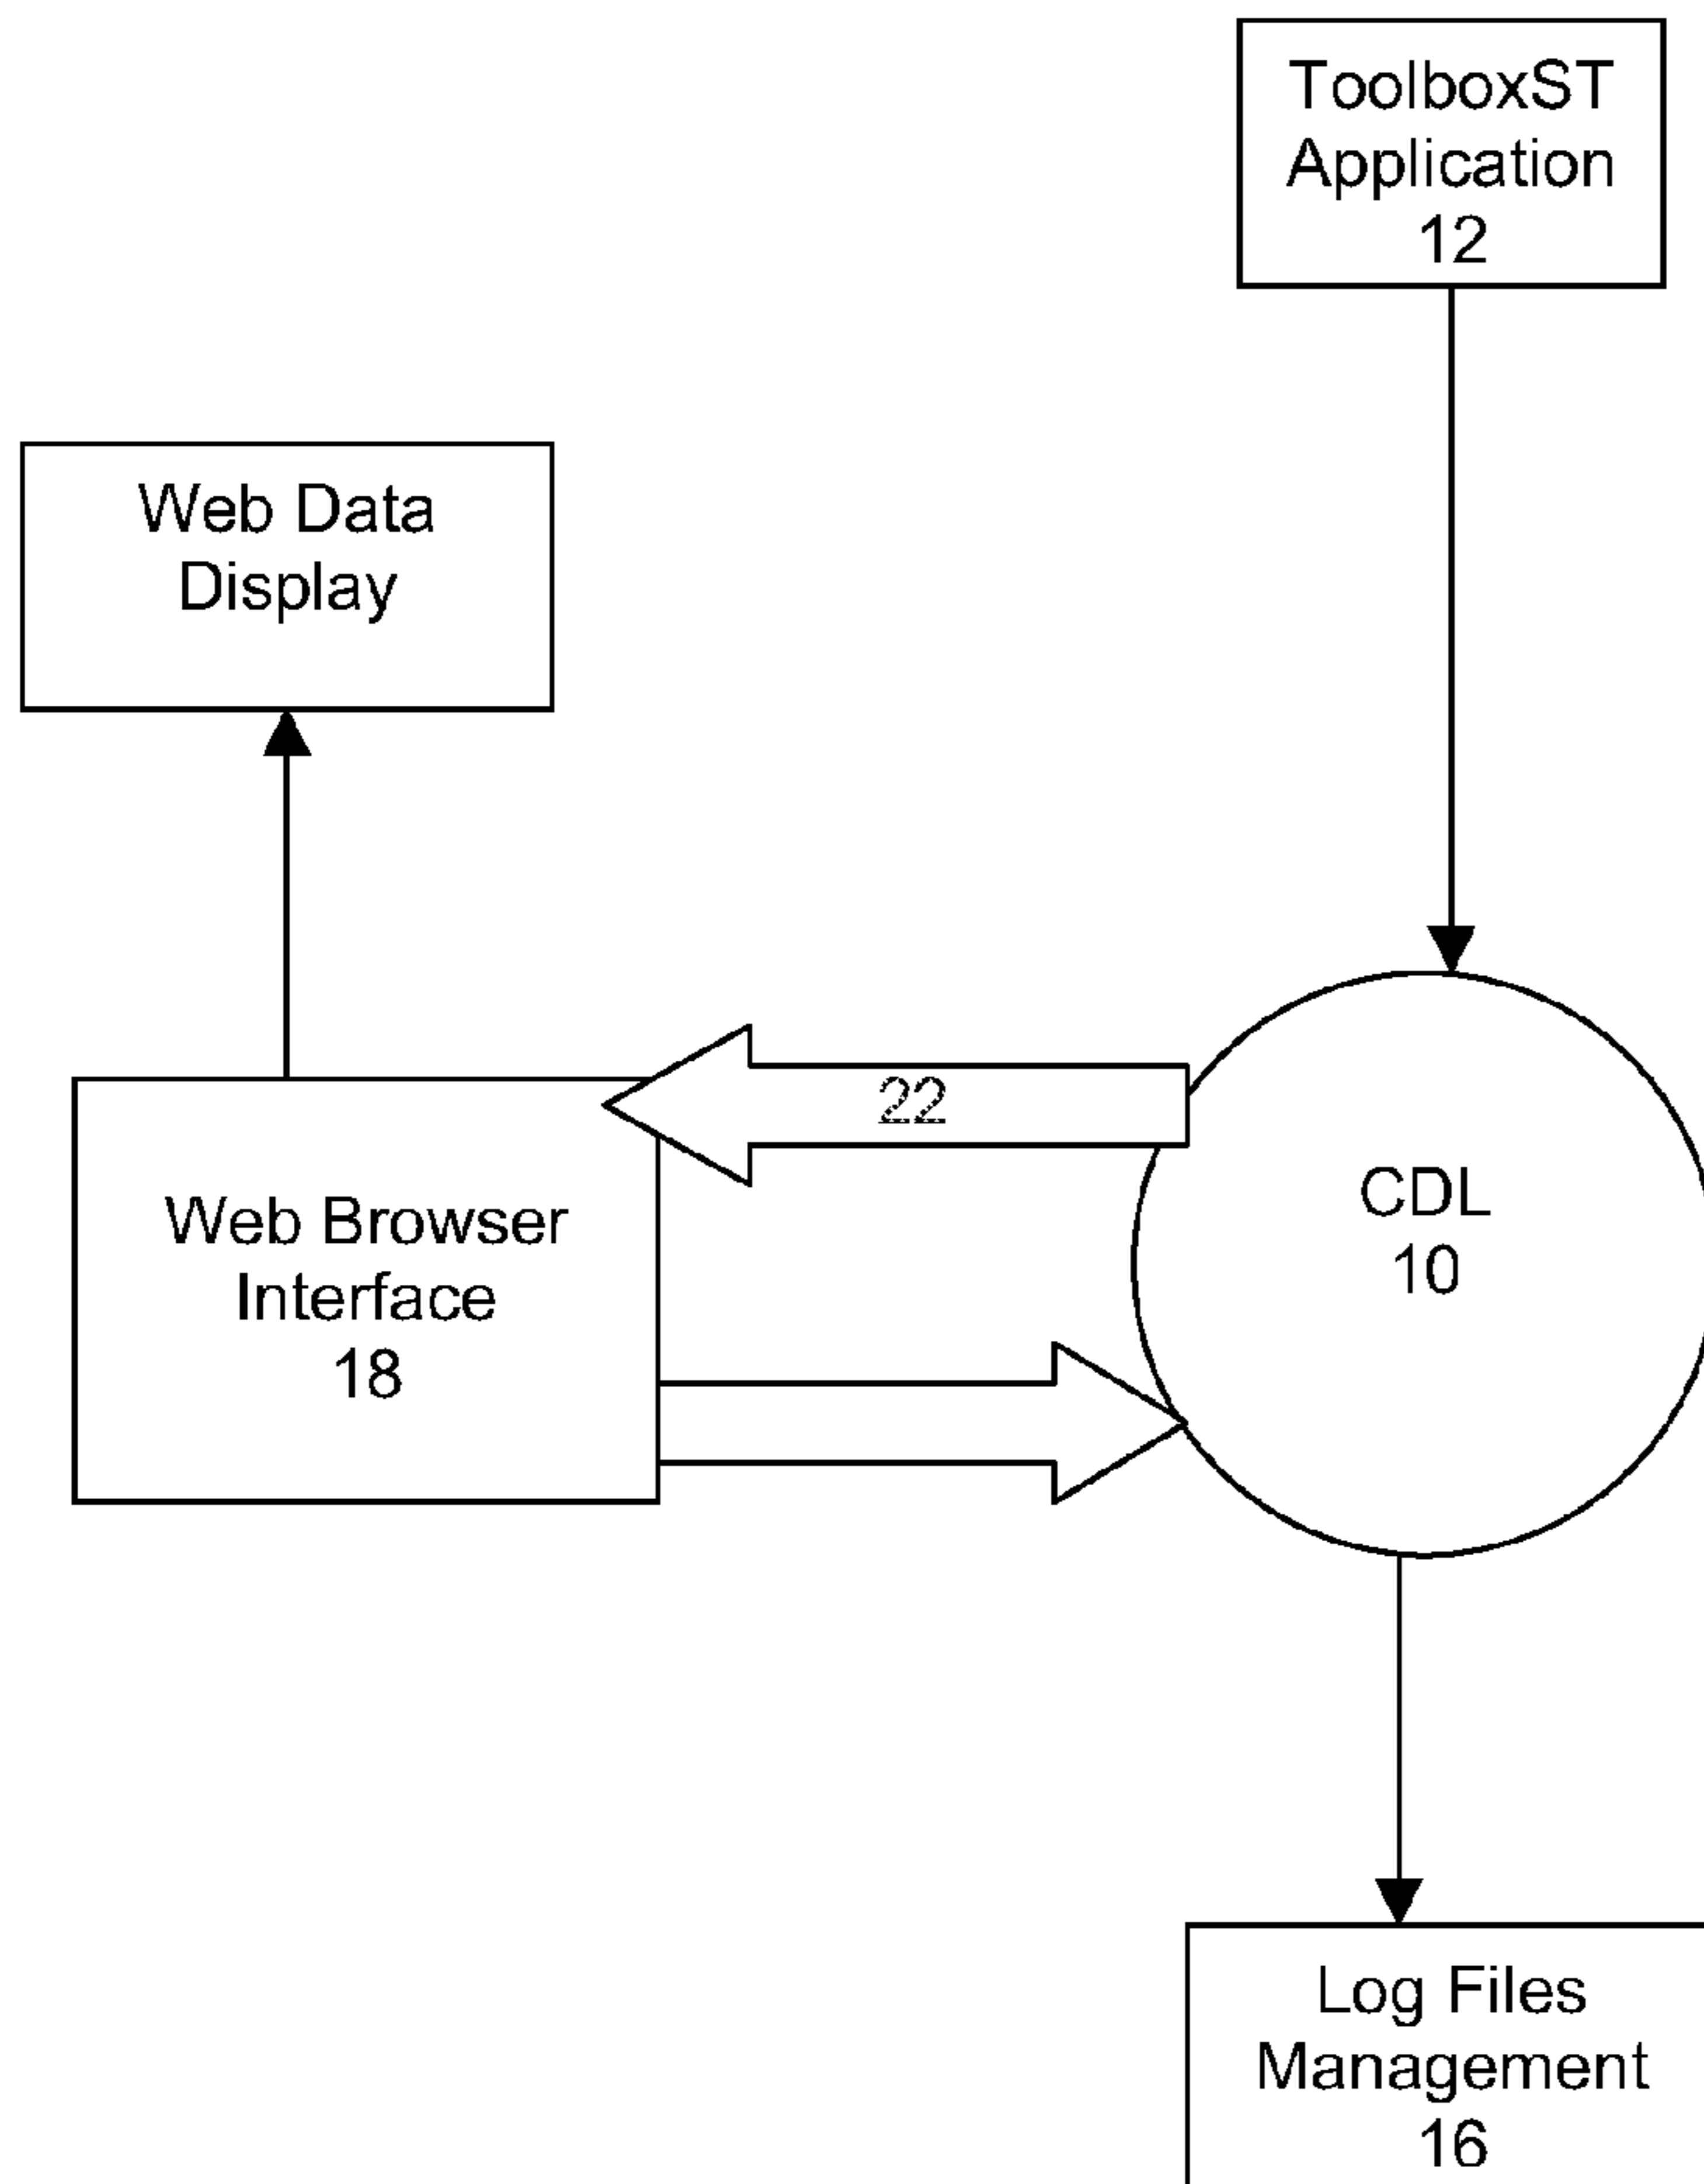 ToolboxST
Application
12
Web Data
Display
22
Web Browser
Interface
18
CDL
10
Log Files
Management
16